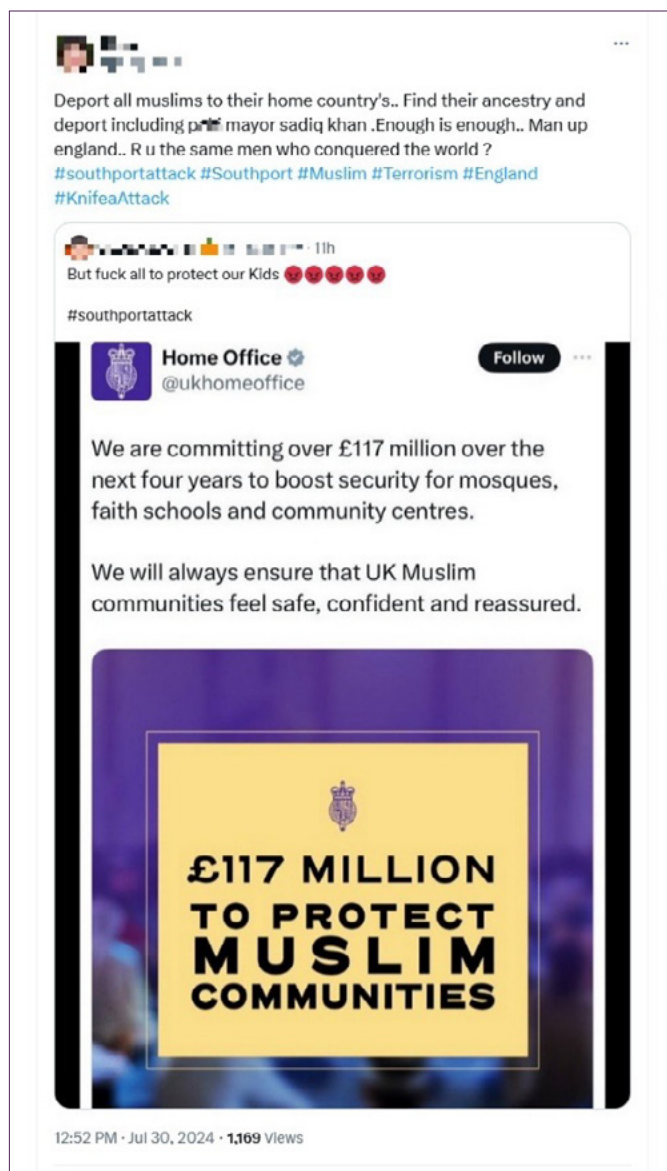 Deport all muslims to their home country's.. Find their ancestry and
deport including mayor sadiq khan .Enough is enough.. Man up
england.. R u the same men who conquered the world ?
#southportattack #Southport #Muslim #Terrorism #England
#KnifeaAttack
· 11h
But fuck all to protect our Kids 😡😡😡😡😡
#southportattack
Home Office
Follow
@ukhomeoffice
We are committing over £117 million over the
next four years to boost security for mosques,
faith schools and community centres.
We will always ensure that UK Muslim
communities feel safe, confident and reassured.
£117 MILLION
TO PROTECT
MUSLIM
COMMUNITIES
12:52 PM · Jul 30, 2024 · 1,169 Views